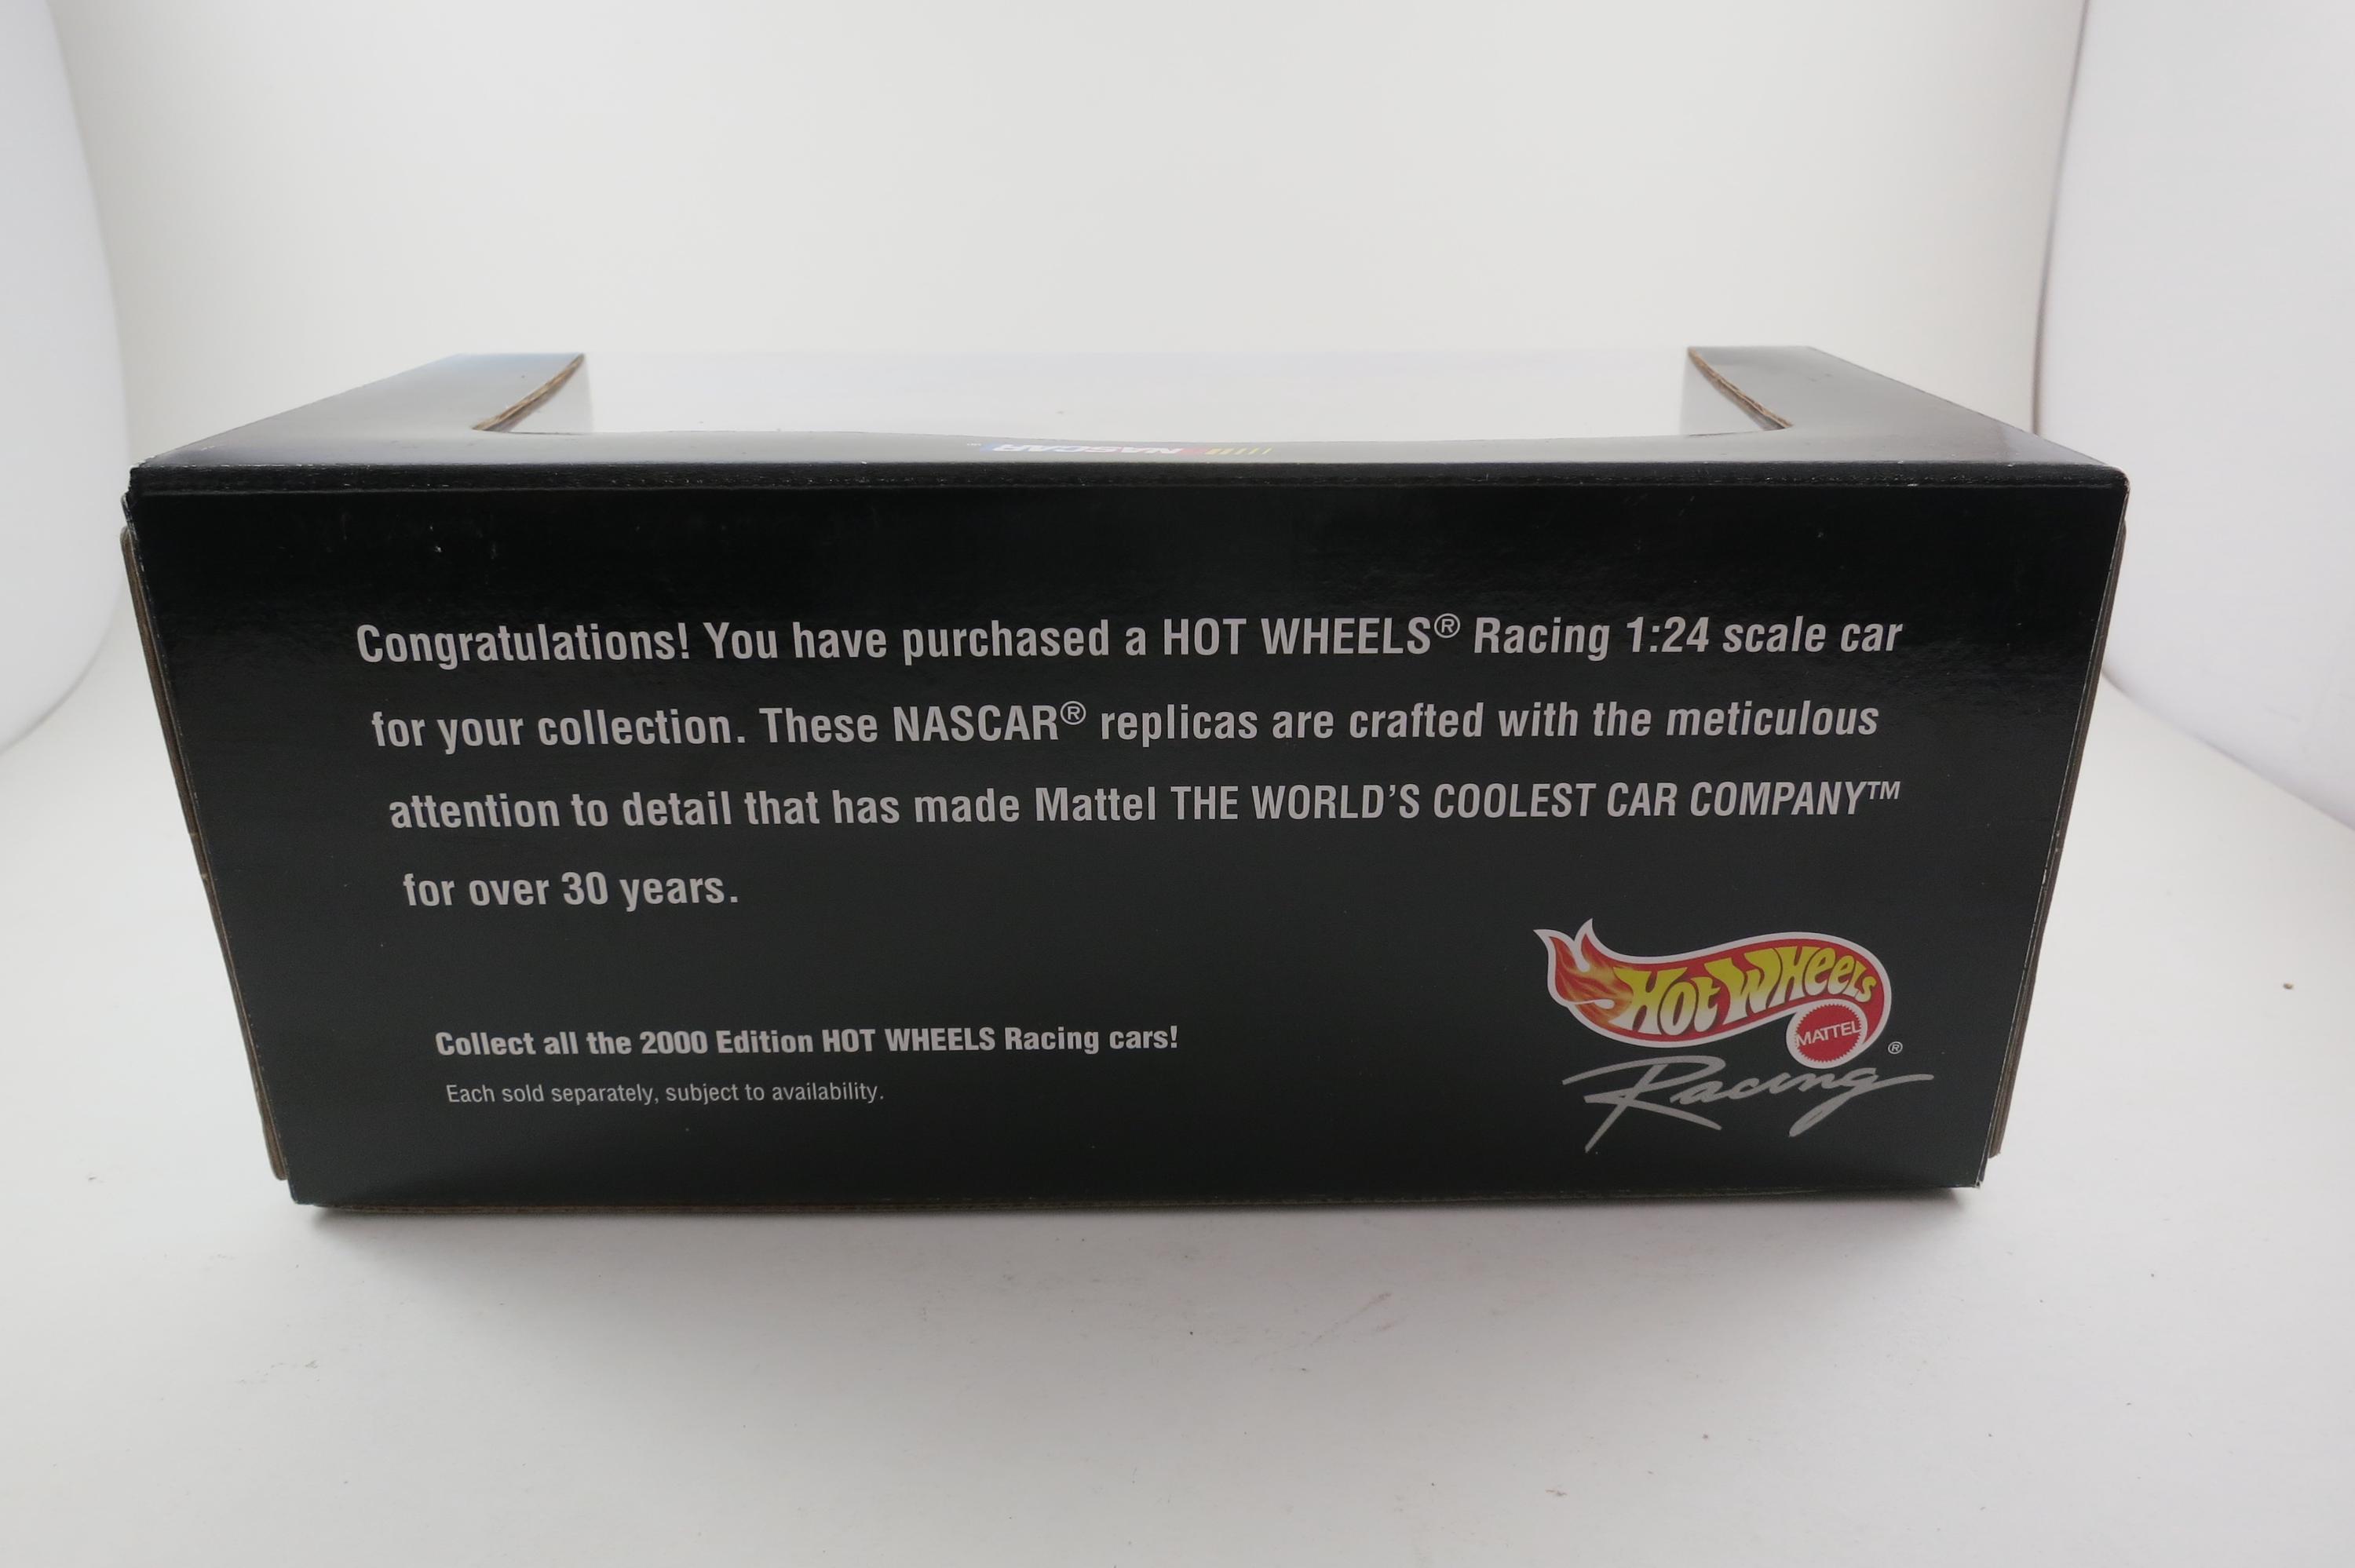 NASCAR
Congratulations! You have purchased a HOT WHEELS® Racing 1:24 scale car
for your collection. These NASCAR® replicas are crafted with the meticulous
attention to detail that has made Mattel THE WORLD'S COOLEST CAR COMPANY™
for over 30 years.
Collect all the 2000 Edition HOT WHEELS Racing cars!
Each sold separately, subject to availability.
Hot Wheels
MATTEL
®
Racing